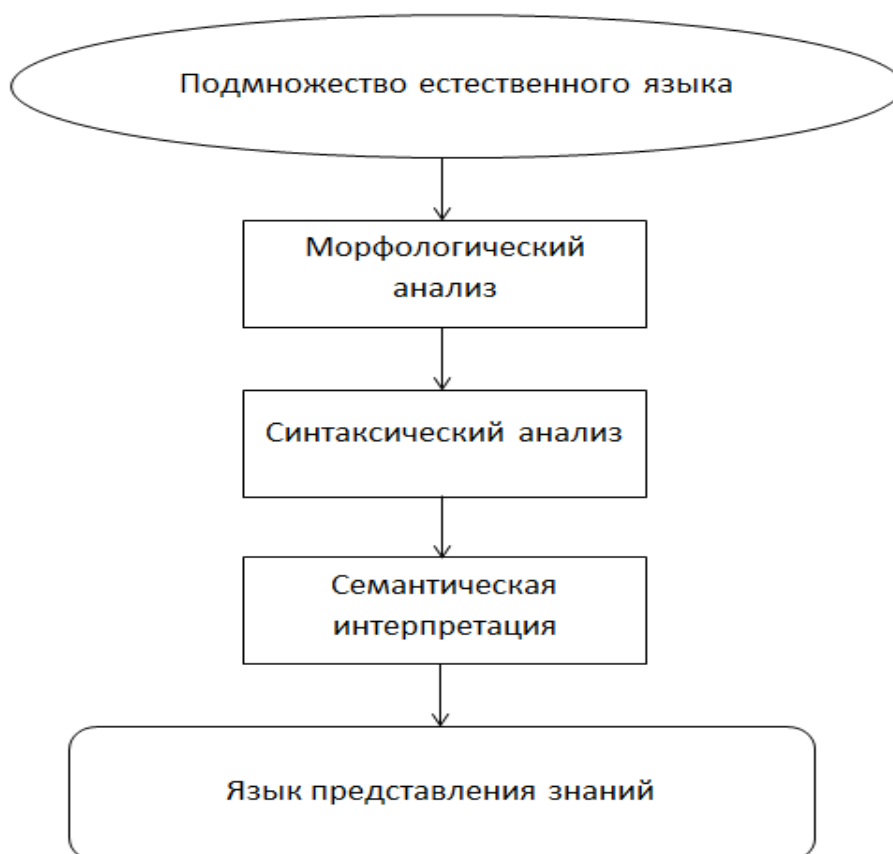 Подмножество естественного языка
Морфологический
анализ
Синтаксический анализ
Семантическая
интерпретация
Язык представления знаний